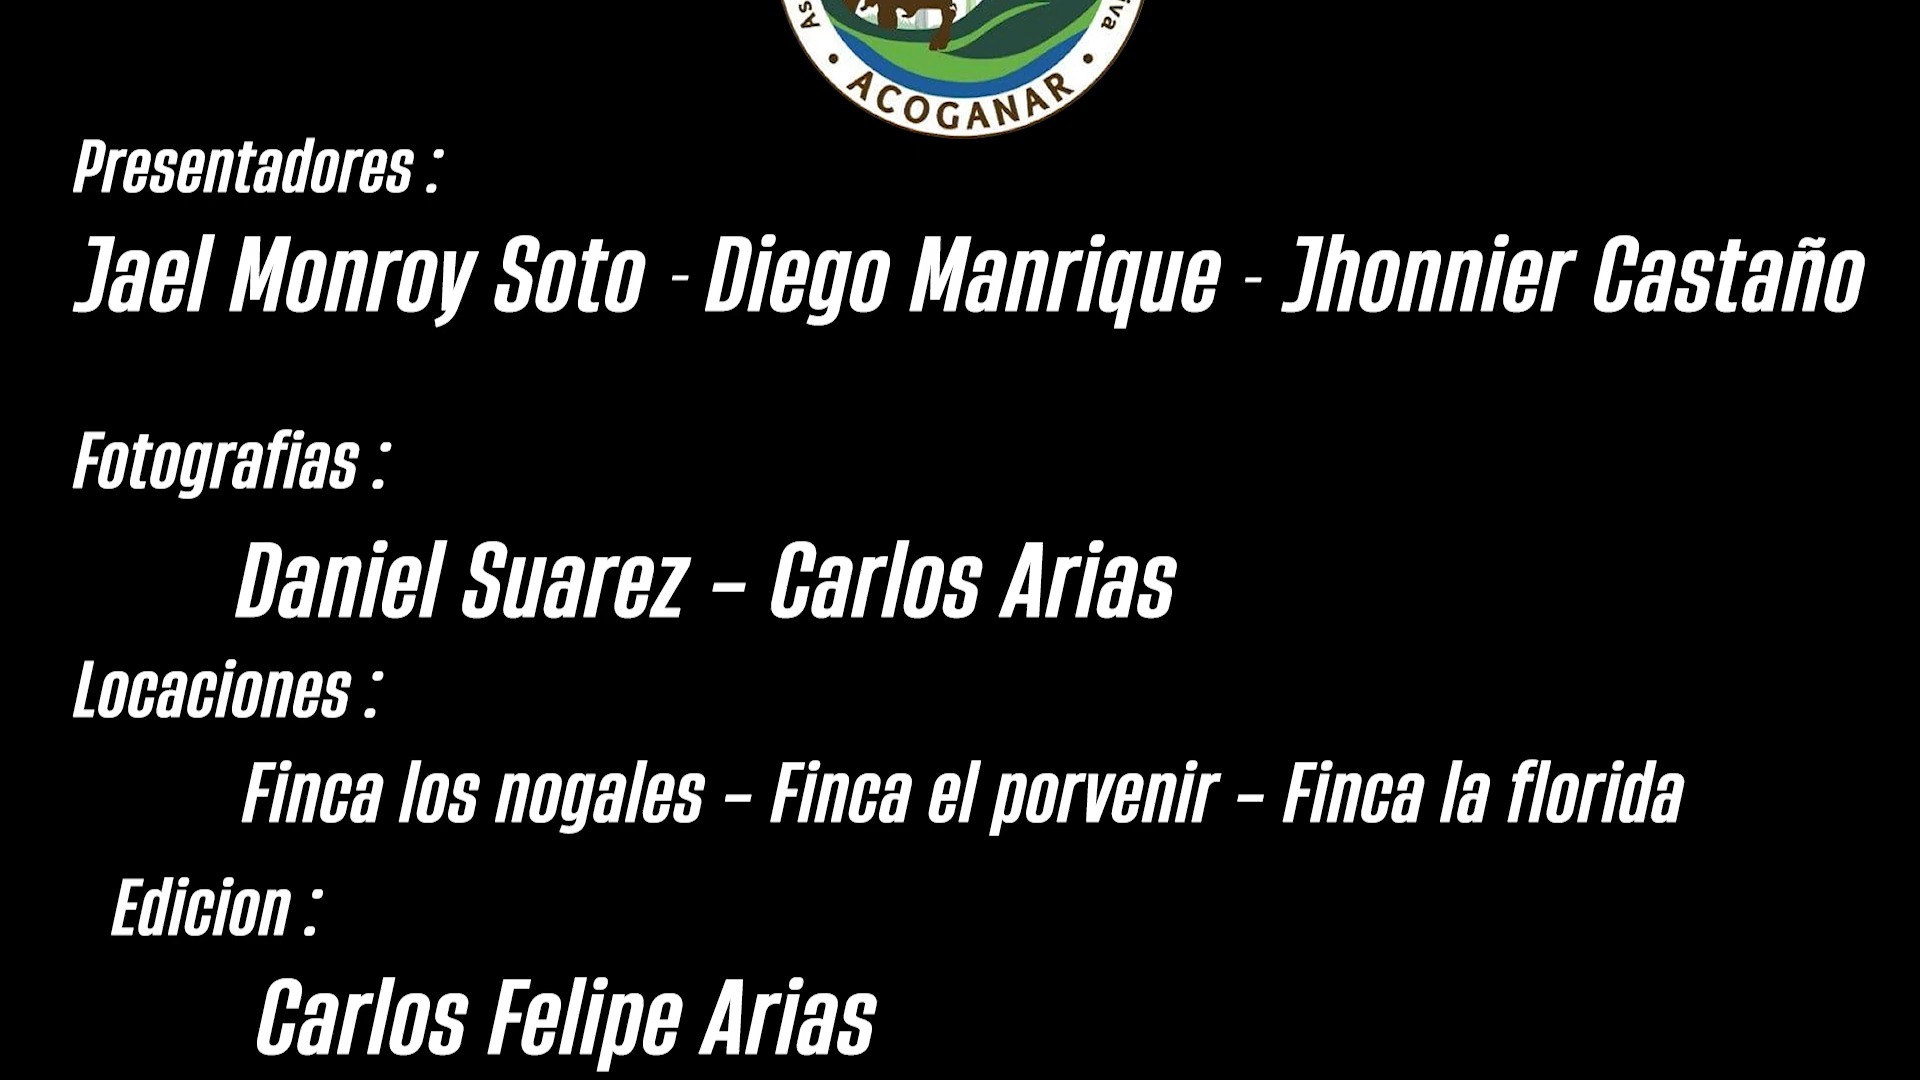 • ACOGANAR •
Presentadores :
Jael Monroy Soto - Diego Manrique - Jhonnier Castaño
Fotografias :
Daniel Suarez – Carlos Arias
Locaciones :
Finca los nogales – Finca el porvenir – Finca la florida
Edicion :
Carlos Felipe Arias